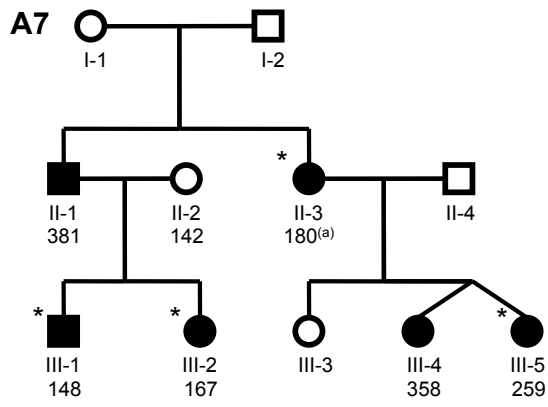 A7
I-1 I-2
* 
II-1 II-2 II-3 II-4
381 142 180(a)
* * *
III-1 III-2 III-3 III-4 III-5
148 167 358 259